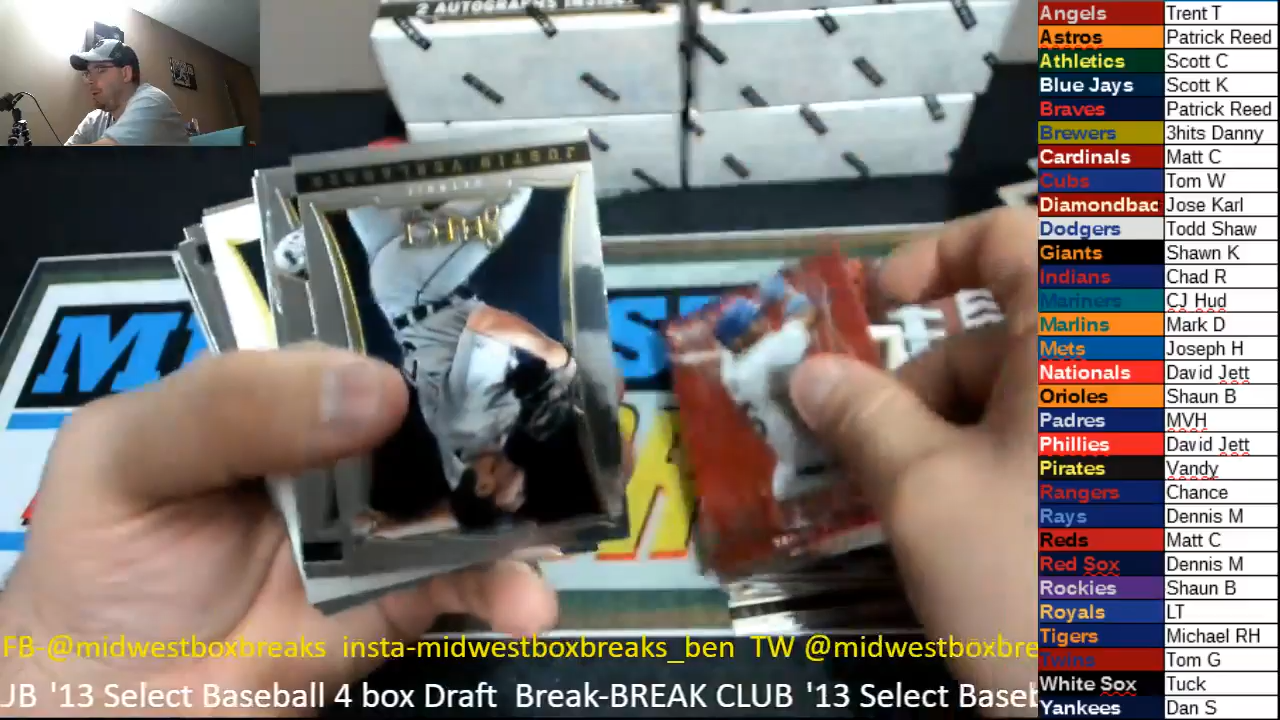 2 AUTOGRAPHS INSIDE
JUSTIN VERLANDER
Angels Trent T
Astros Patrick Reed
Athletics Scott C
Blue Jays Scott K
Braves Patrick Reed
Brewers 3hits Danny
Cardinals Matt C
Cubs Tom W
Diamondbac Jose Karl
Dodgers Todd Shaw
Giants Shawn K
Indians Chad R
Mariners CJ Hud
Marlins Mark D
Mets Joseph H
Nationals David Jett
Orioles Shaun B
Padres MVH
Phillies David Jett
Pirates Vandy
Rangers Chance
Rays Dennis M
Reds Matt C
Red Sox Dennis M
Rockies Shaun B
Royals LT
Tigers Michael RH
Twins Tom G
White Sox Tuck
Yankees Dan S
FB-@midwestboxbreaks insta-midwestboxbreaks_ben TW @midwestboxbre
JB '13 Select Baseball 4 box Draft Break-BREAK CLUB '13 Select Baseb